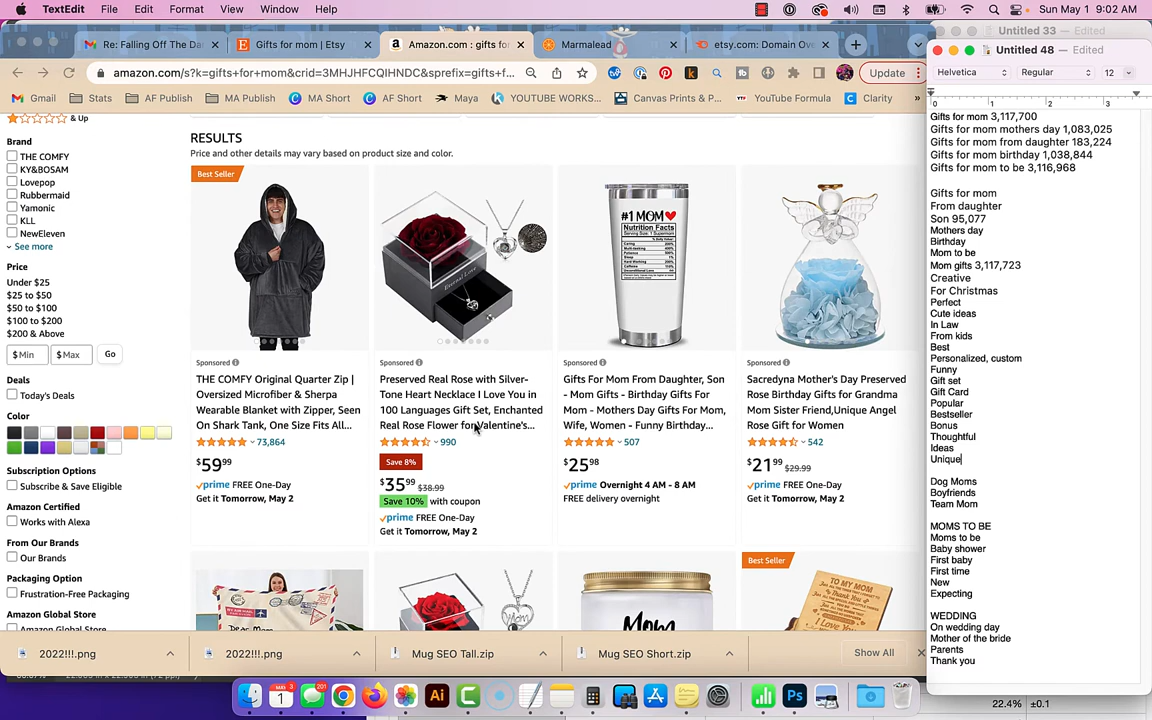 TextEdit File Edit Format View Window Help
Sun May 1 9:02 AM
Re: Falling Off The Da
Gifts for mom | Etsy
Amazon.com : gifts fo
Marmalead
etsy.com: Domain Ove
Untitled 33 — Edited
Untitled 48 — Edited
amazon.com/s?k=gifts+for+mom&crid=3MHJHFCQIHNDC&sprefix=gifts+f...
Update
Gmail Stats AF Publish MA Publish MA Short AF Short Maya YOUTUBE WORKS... Canvas Prints & P... YouTube Formula Clarity
Helvetica Regular 12
0 1 2 3
& Up
Brand
THE COMFY
KY&BOSAM
Lovepop
Rubbermaid
Yamonic
KLL
NewEleven
See more
Price
Under $25
$25 to $50
$50 to $100
$100 to $200
$200 & Above
$ Min $ Max Go
Deals
Today's Deals
Color
Subscription Options
Subscribe & Save Eligible
Amazon Certified
Works with Alexa
From Our Brands
Our Brands
Packaging Option
Frustration-Free Packaging
Amazon Global Store
Amazon Global Store
RESULTS
Price and other details may vary based on product size and color.
Best Seller
Eternal Love
#1 MOM
Nutrition Facts
Sponsored
THE COMFY Original Quarter Zip |
Oversized Microfiber & Sherpa
Wearable Blanket with Zipper, Seen
On Shark Tank, One Size Fits All...
73,864
$59 99
prime FREE One-Day
Get it Tomorrow, May 2
Sponsored
Preserved Real Rose with Silver-
Tone Heart Necklace I Love You in
100 Languages Gift Set, Enchanted
Real Rose Flower for Valentine's...
990
Save 8%
$35 99 $38.99
Save 10% with coupon
prime FREE One-Day
Get it Tomorrow, May 2
Sponsored
Gifts For Mom From Daughter, Son
- Mom Gifts - Birthday Gifts For
Mom - Mothers Day Gifts For Mom,
Wife, Women - Funny Birthday...
507
$25 98
prime Overnight 4 AM - 8 AM
FREE delivery overnight
Sponsored
Sacredyna Mother's Day Preserved
Rose Birthday Gifts for Grandma
Mom Sister Friend,Unique Angel
Rose Gift for Women
542
$21 99 $29.99
prime FREE One-Day
Get it Tomorrow, May 2
Dear Mom
Mom
Mom
Best Seller
TO MY MOM
Gifts for mom 3,117,700
Gifts for mom mothers day 1,083,025
Gifts for mom from daughter 183,224
Gifts for mom birthday 1,038,844
Gifts for mom to be 3,116,968
Gifts for mom
From daughter
Son 95,077
Mothers day
Birthday
Mom to be
Mom gifts 3,117,723
Creative
For Christmas
Perfect
Cute ideas
In Law
From kids
Best
Personalized, custom
Funny
Gift set
Gift Card
Popular
Bestseller
Bonus
Thoughtful
Ideas
Unique
Dog Moms
Boyfriends
Team Mom
MOMS TO BE
Moms to be
Baby shower
First baby
First time
New
Expecting
WEDDING
On wedding day
Mother of the bride
Parents
Thank you
2022!!!.png
2022!!!.png
Mug SEO Tall.zip
Mug SEO Short.zip
Show All
22.4% ±0.1